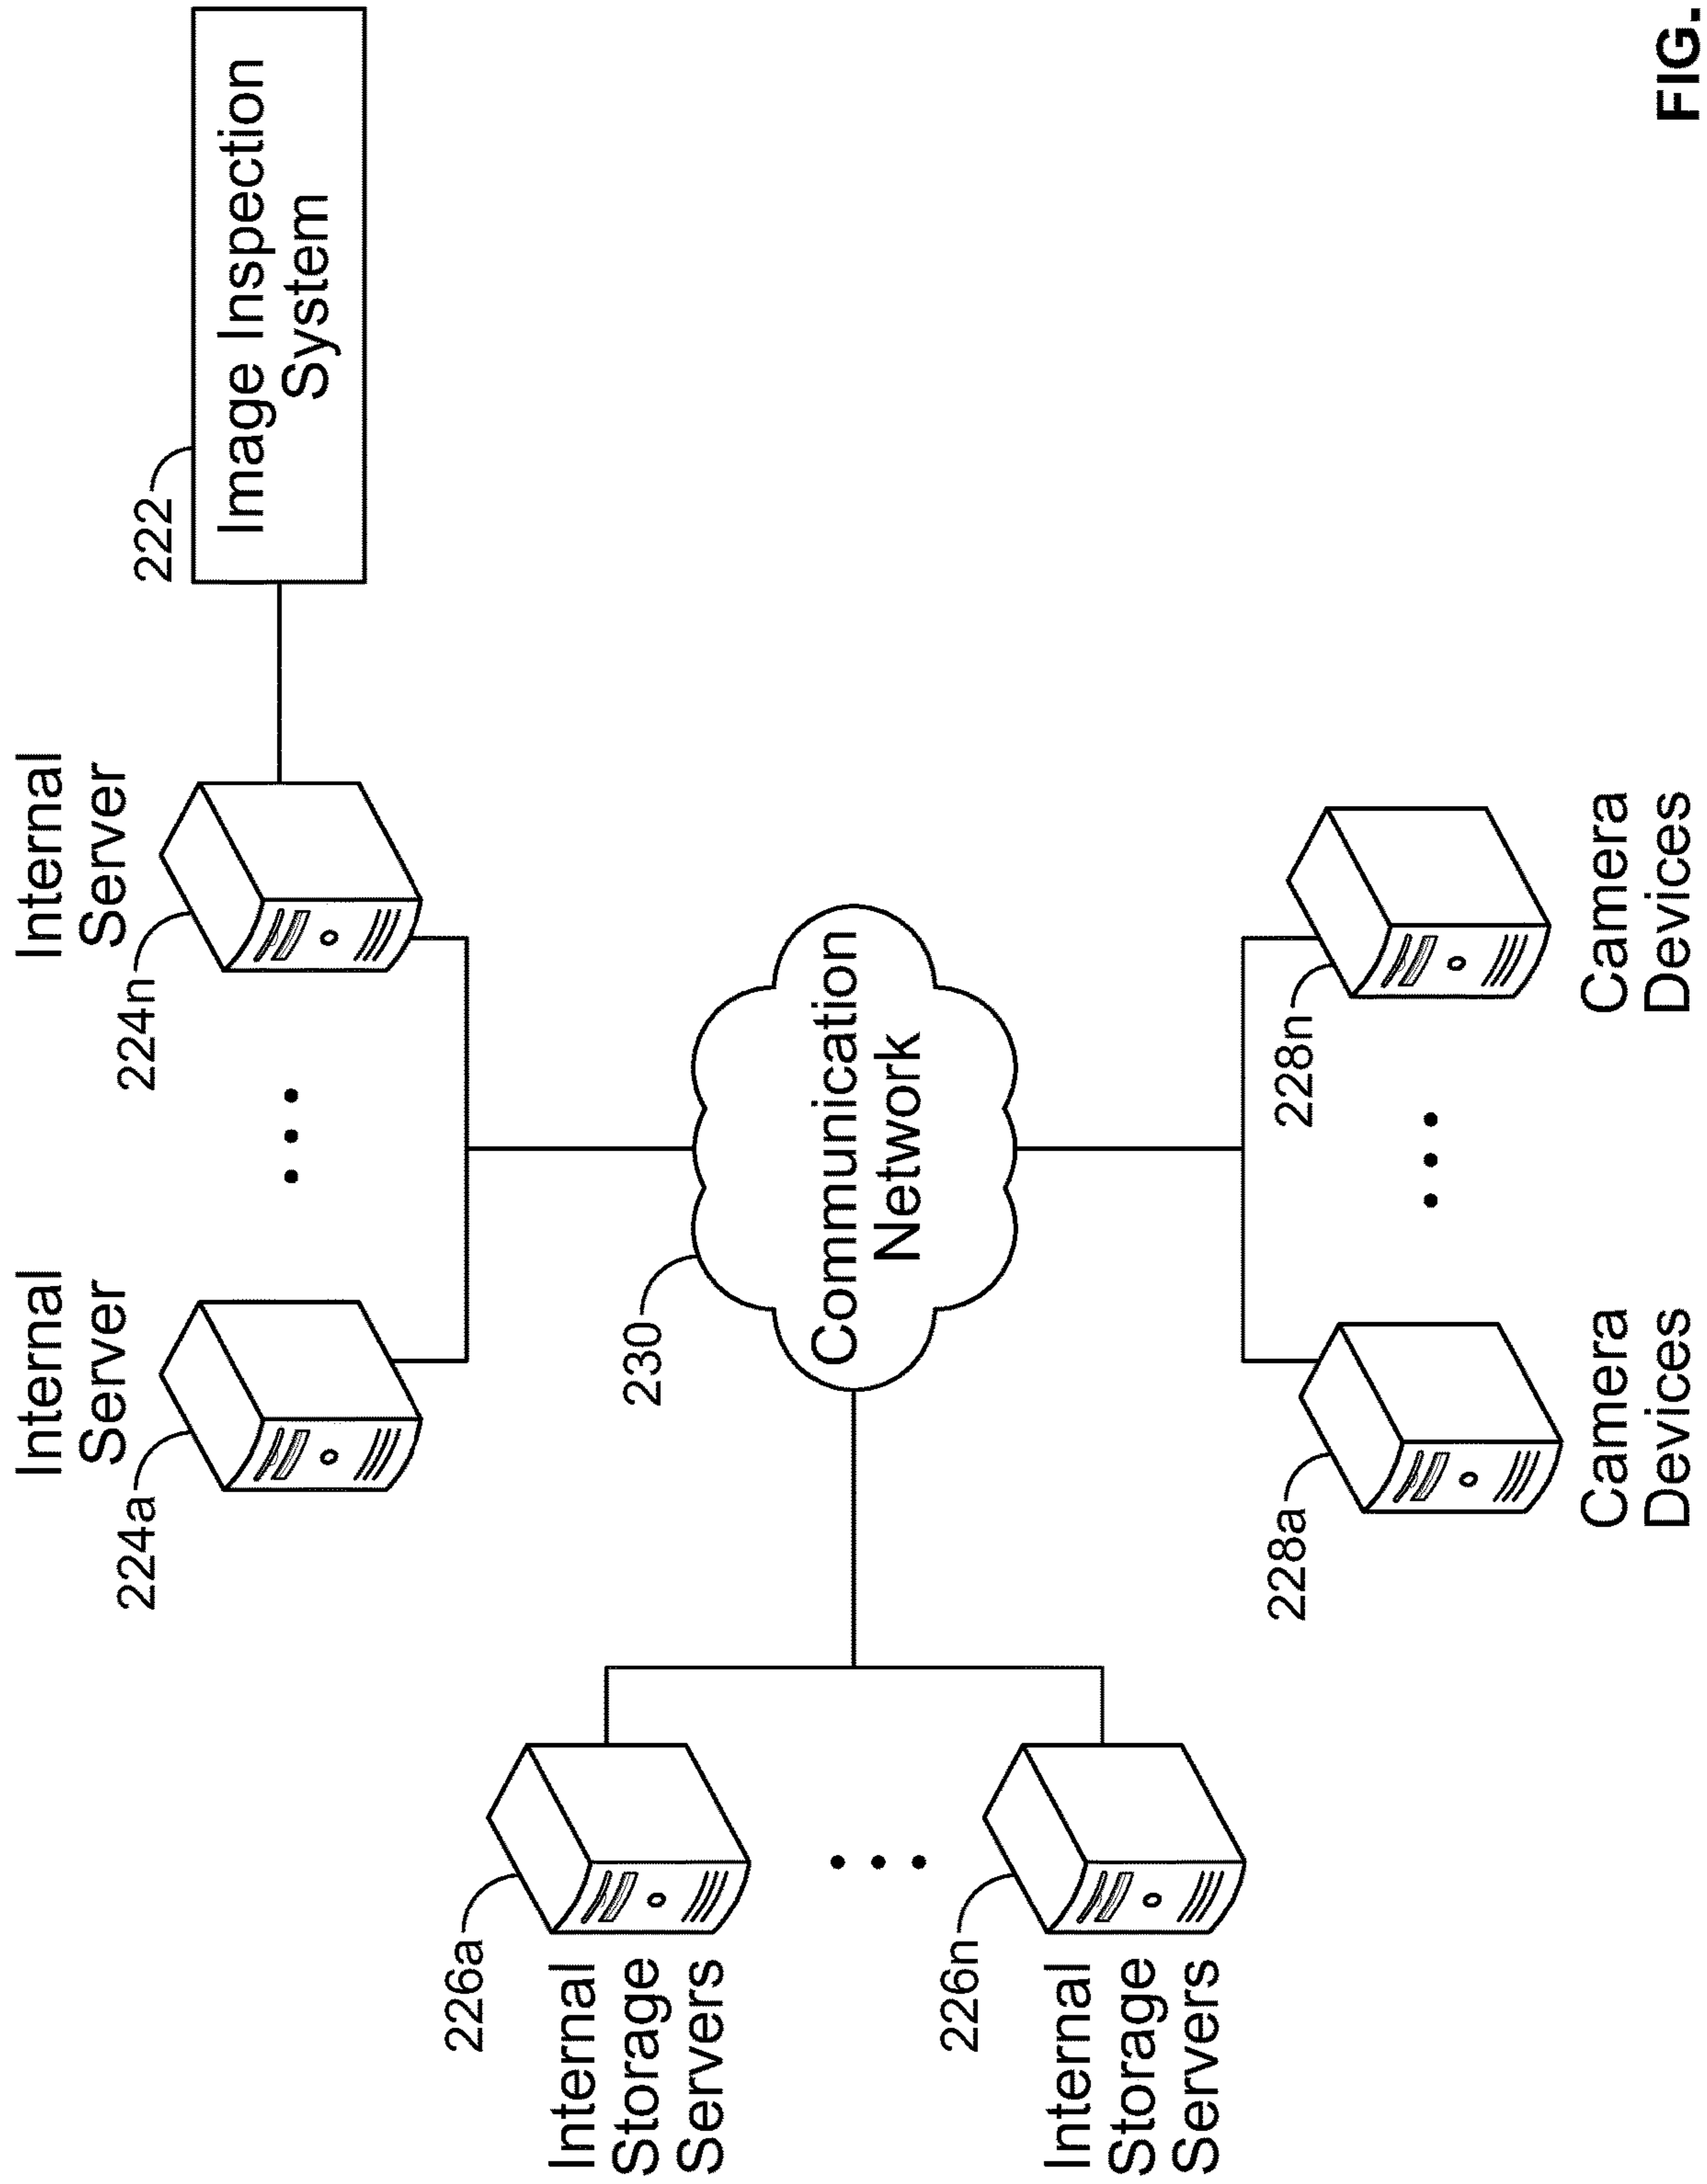 Internal
Server
224a
Internal
Server
224n
222
Image Inspection
System
226a
Internal
Storage
Servers
230
Communication
Network
226n
Internal
Storage
Servers
228a
Camera
Devices
228n
Camera
Devices
FIG.